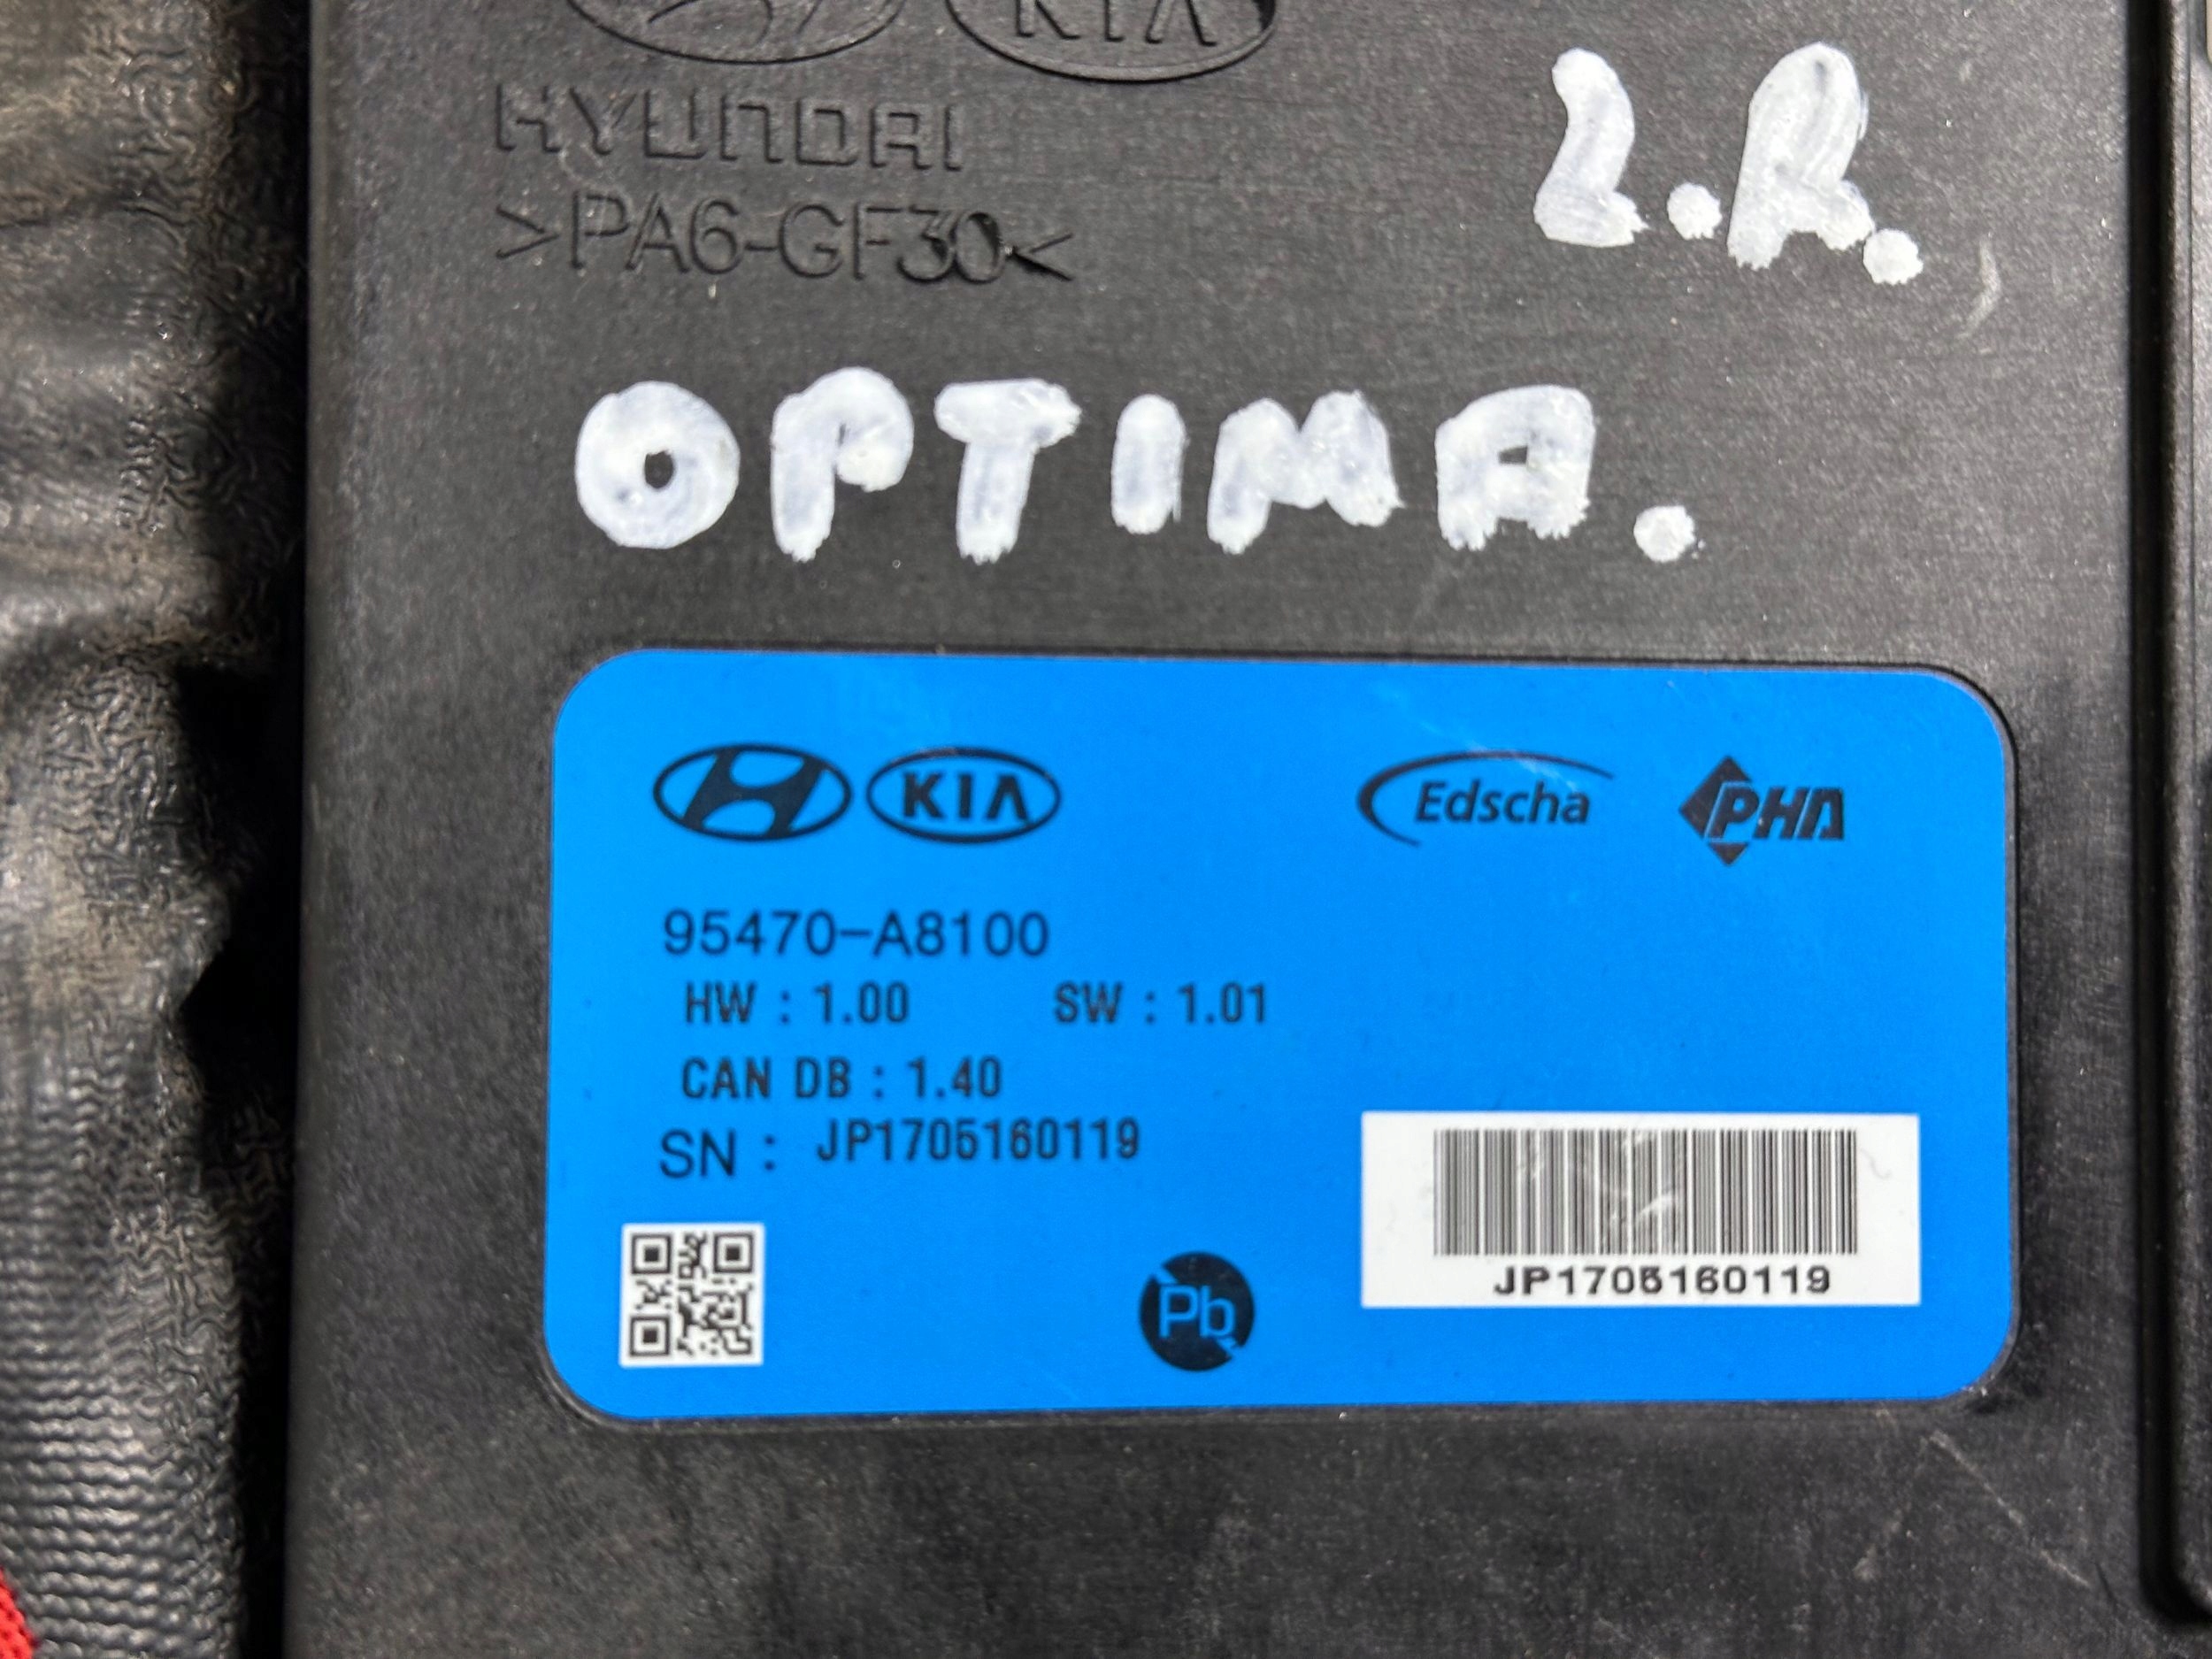 KIA
HYUNDAI
>PA6-GF30<
L.R.
OPTIMA.
KIA
Edscha PHA
95470-A8100
HW : 1.00 SW : 1.01
CAN DB : 1.40
SN : JP1705160119
Pb
JP1705160119